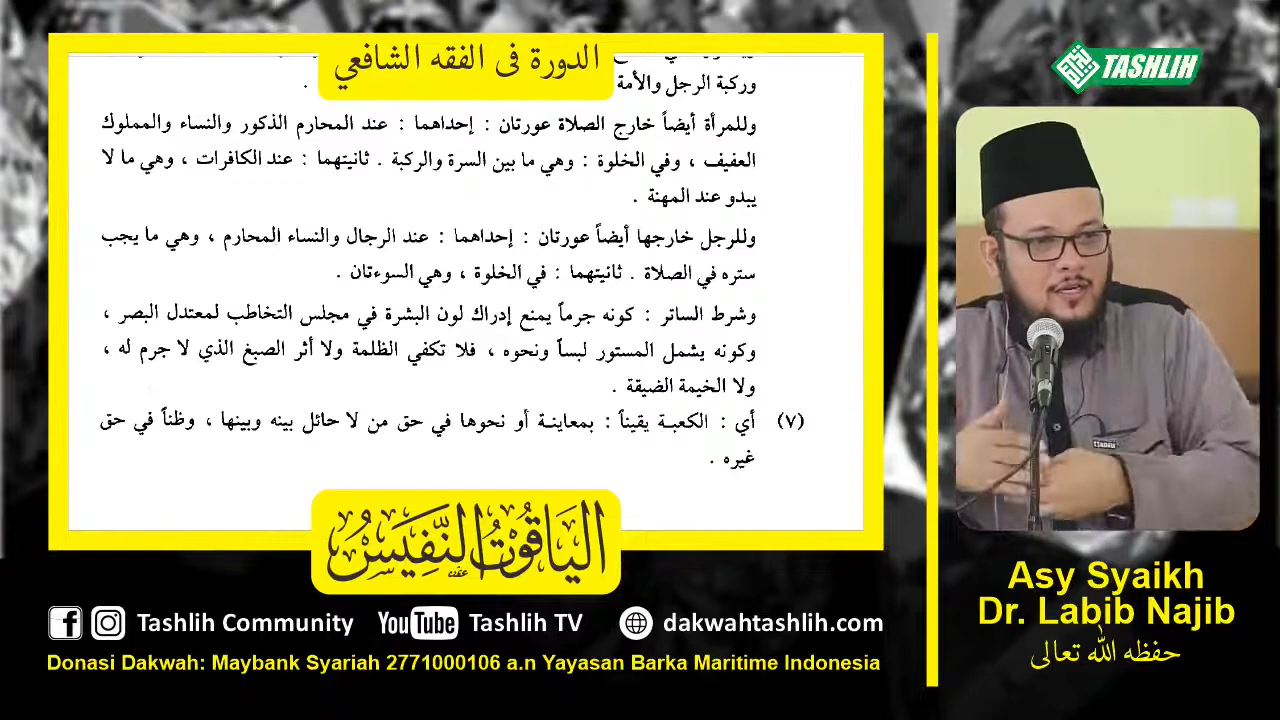 الدورة فى الفقه الشافعي
وركبة الرجل والأمة
وللمرأة أيضاً خارج الصلاة عورتان : إحداهما : عند المحارم الذكور والنساء والمملوك
العفيف ، وفي الخلوة : وهي ما بين السرة والركبة . ثانيتهما : عند الكافرات ، وهي ما لا
يبدو عند المهنة .
وللرجل خارجها أيضاً عورتان : إحداهما : عند الرجال والنساء المحارم ، وهي ما يجب
ستره في الصلاة . ثانيتهما : في الخلوة ، وهي السوءتان .
وشرط الساتر : كونه جرماً يمنع إدراك لون البشرة في مجلس التخاطب لمعتدل البصر ،
وكونه يشمل المستور لبساً ونحوه ، فلا تكفي الظلمة ولا أثر الصبغ الذي لا جرم له ،
ولا الخيمة الضيقة .
(٧) أي : الكعبة يقيناً : بمعاينة أو نحوها في حق من لا حائل بينه وبينها ، وظناً في حق
غيره .
اليَاقُوْتُ النَّفِيْسُ
TASHLIH
Asy Syaikh
Dr. Labib Najib
حفظه الله تعالى
Tashlih Community
YouTube Tashlih TV
dakwahtashlih.com
Donasi Dakwah: Maybank Syariah 2771000106 a.n Yayasan Barka Maritime Indonesia